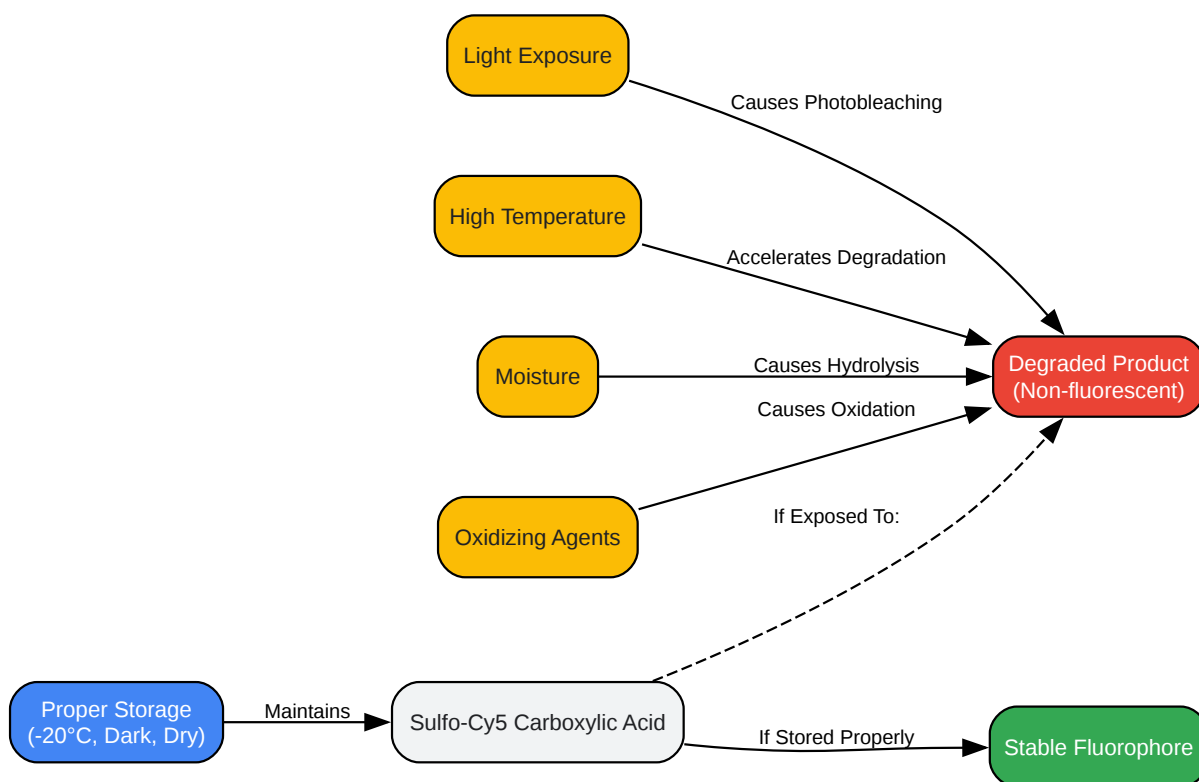 Light Exposure
Causes Photobleaching
High Temperature
Accelerates Degradation
Moisture
Causes Hydrolysis
Degraded Product
(Non-fluorescent)
Causes Oxidation
Oxidizing Agents
If Exposed To:
Proper Storage
(-20°C, Dark, Dry)
Maintains
Sulfo-Cy5 Carboxylic Acid
If Stored Properly
Stable Fluorophore